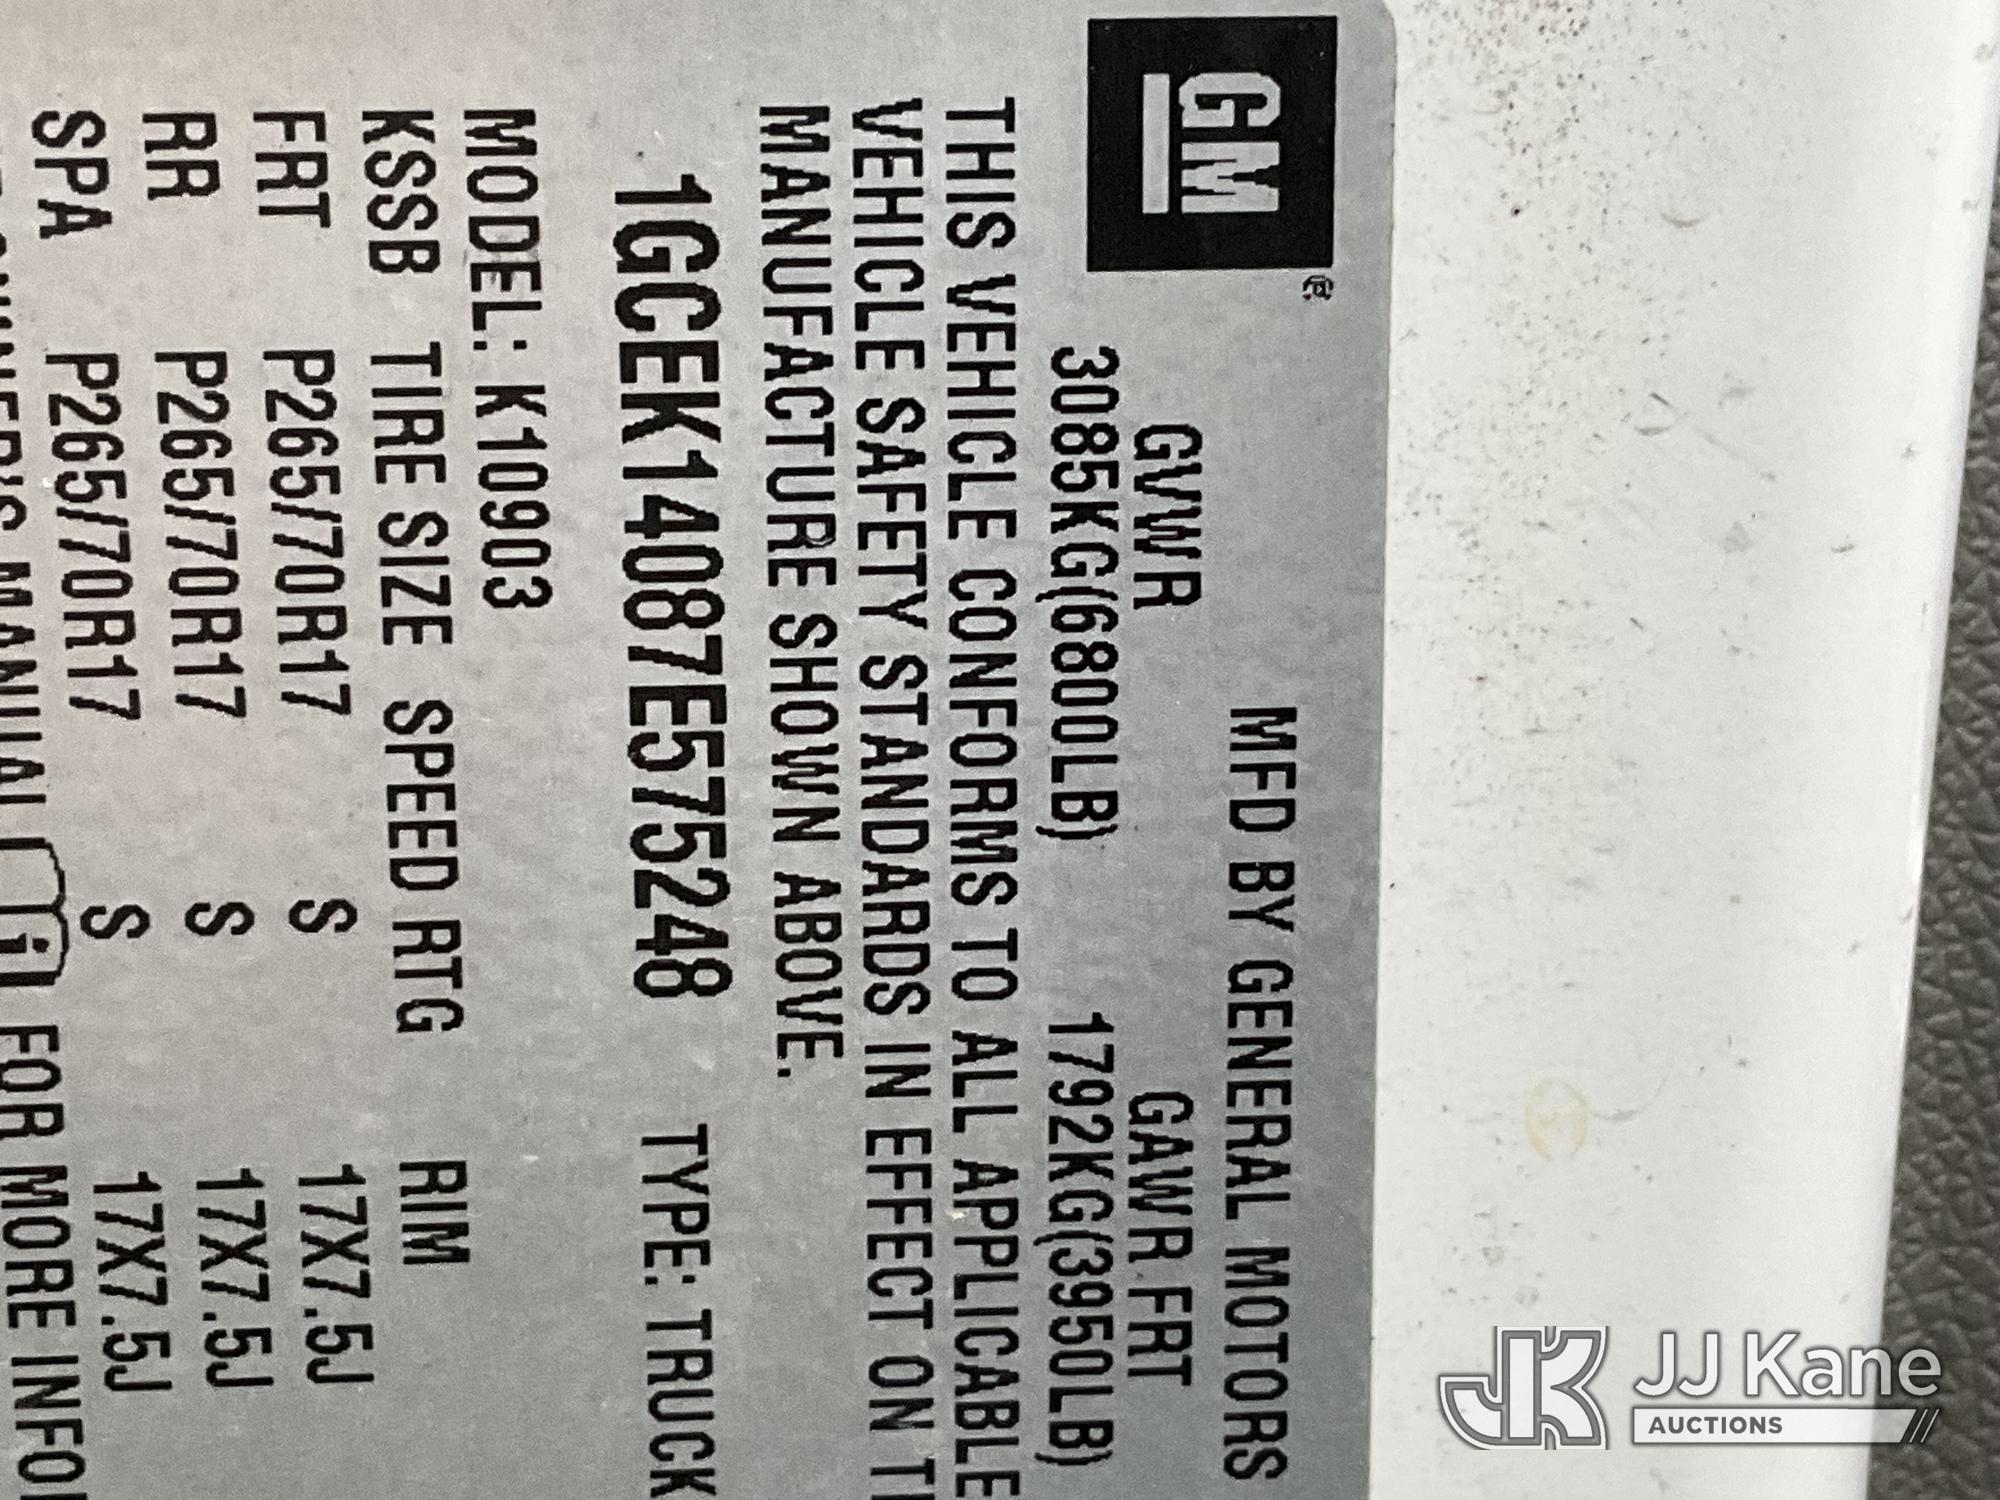 GM
MFD BY GENERAL MOTORS
GVWR GAWR FRT
3085KG(6800LB) 1792KG(3950LB)
THIS VEHICLE CONFORMS TO ALL APPLICABLE
VEHICLE SAFETY STANDARDS IN EFFECT ON
MANUFACTURE SHOWN ABOVE.
1GCEK14087E575248 TYPE: TRUCK
MODEL: K10903
KSSB TIRE SIZE SPEED RTG RIM
FRT P265/70R17 S 17X7.5J
RR P265/70R17 S 17X7.5J
SPA P265/70R17 S 17X7.5J
OWNER'S MANUAL i FOR MORE
JJ Kane
AUCTIONS